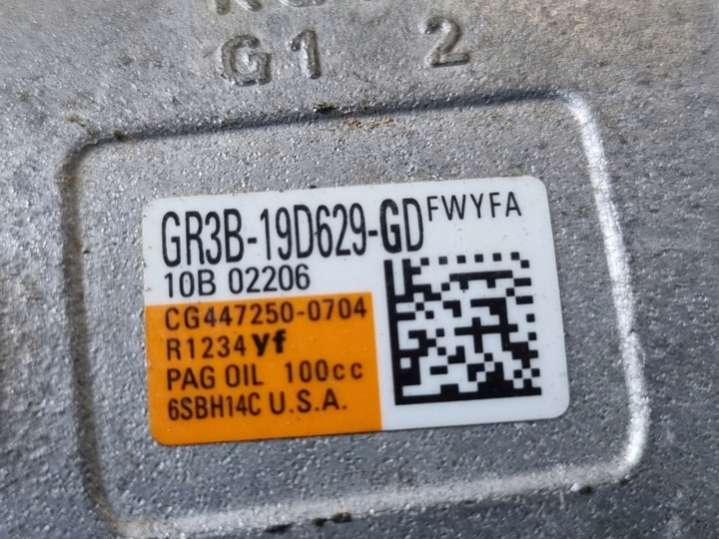 G1 2
GR3B-19D629-GD FWYFA
10B 02206
CG447250-0704
R1234yf
PAG OIL 100cc
6SBH14C U.S.A.